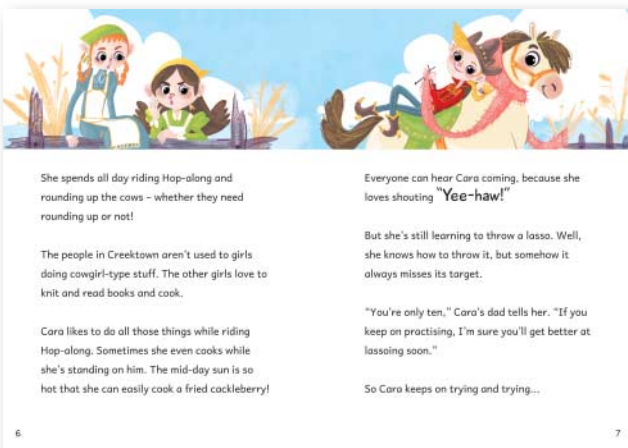 She spends all day riding Hop-along and
rounding up the cows – whether they need
rounding up or not!
The people in Creektown aren't used to girls
doing cowgirl-type stuff. The other girls love to
knit and read books and cook.
Cara likes to do all those things while riding
Hop-along. Sometimes she even cooks while
she's standing on him. The mid-day sun is so
hot that she can easily cook a fried cackleberry!
6
Everyone can hear Cara coming, because she
loves shouting "Yee-haw!"
But she's still learning to throw a lasso. Well,
she knows how to throw it, but somehow it
always misses its target.
"You're only ten," Cara's dad tells her. "If you
keep on practising, I'm sure you'll get better at
lassoing soon."
So Cara keeps on trying and trying...
7